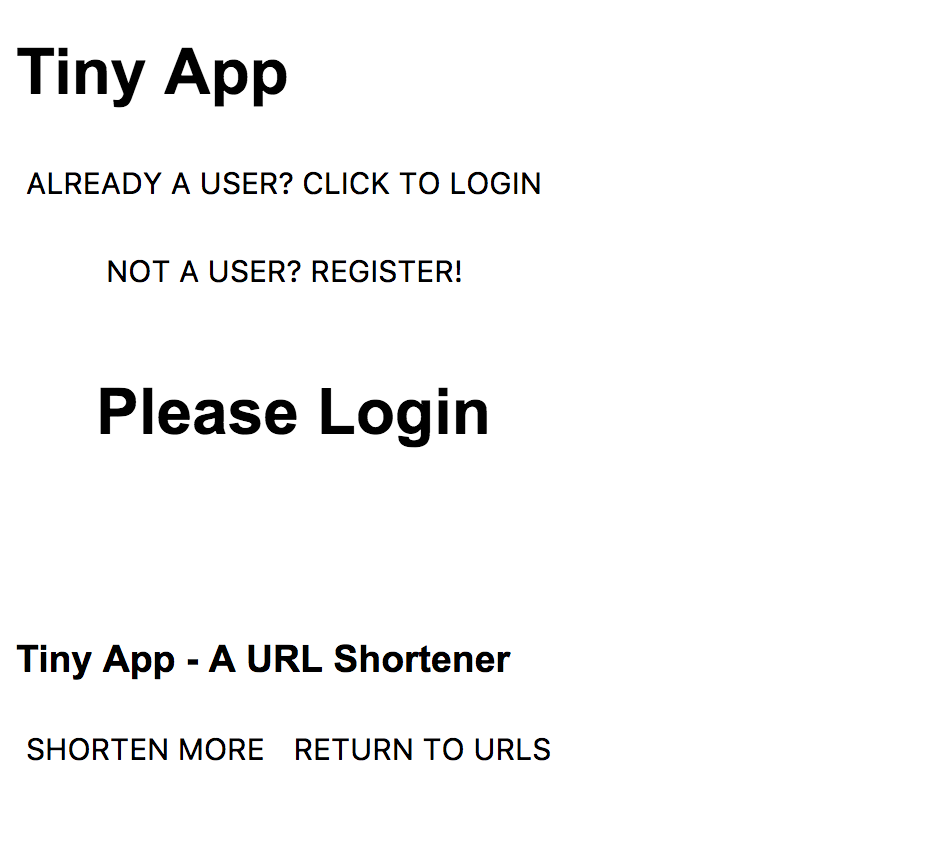 Tiny App
ALREADY A USER? CLICK TO LOGIN
NOT A USER? REGISTER!
Please Login
Tiny App - A URL Shortener
SHORTEN MORE RETURN TO URLS